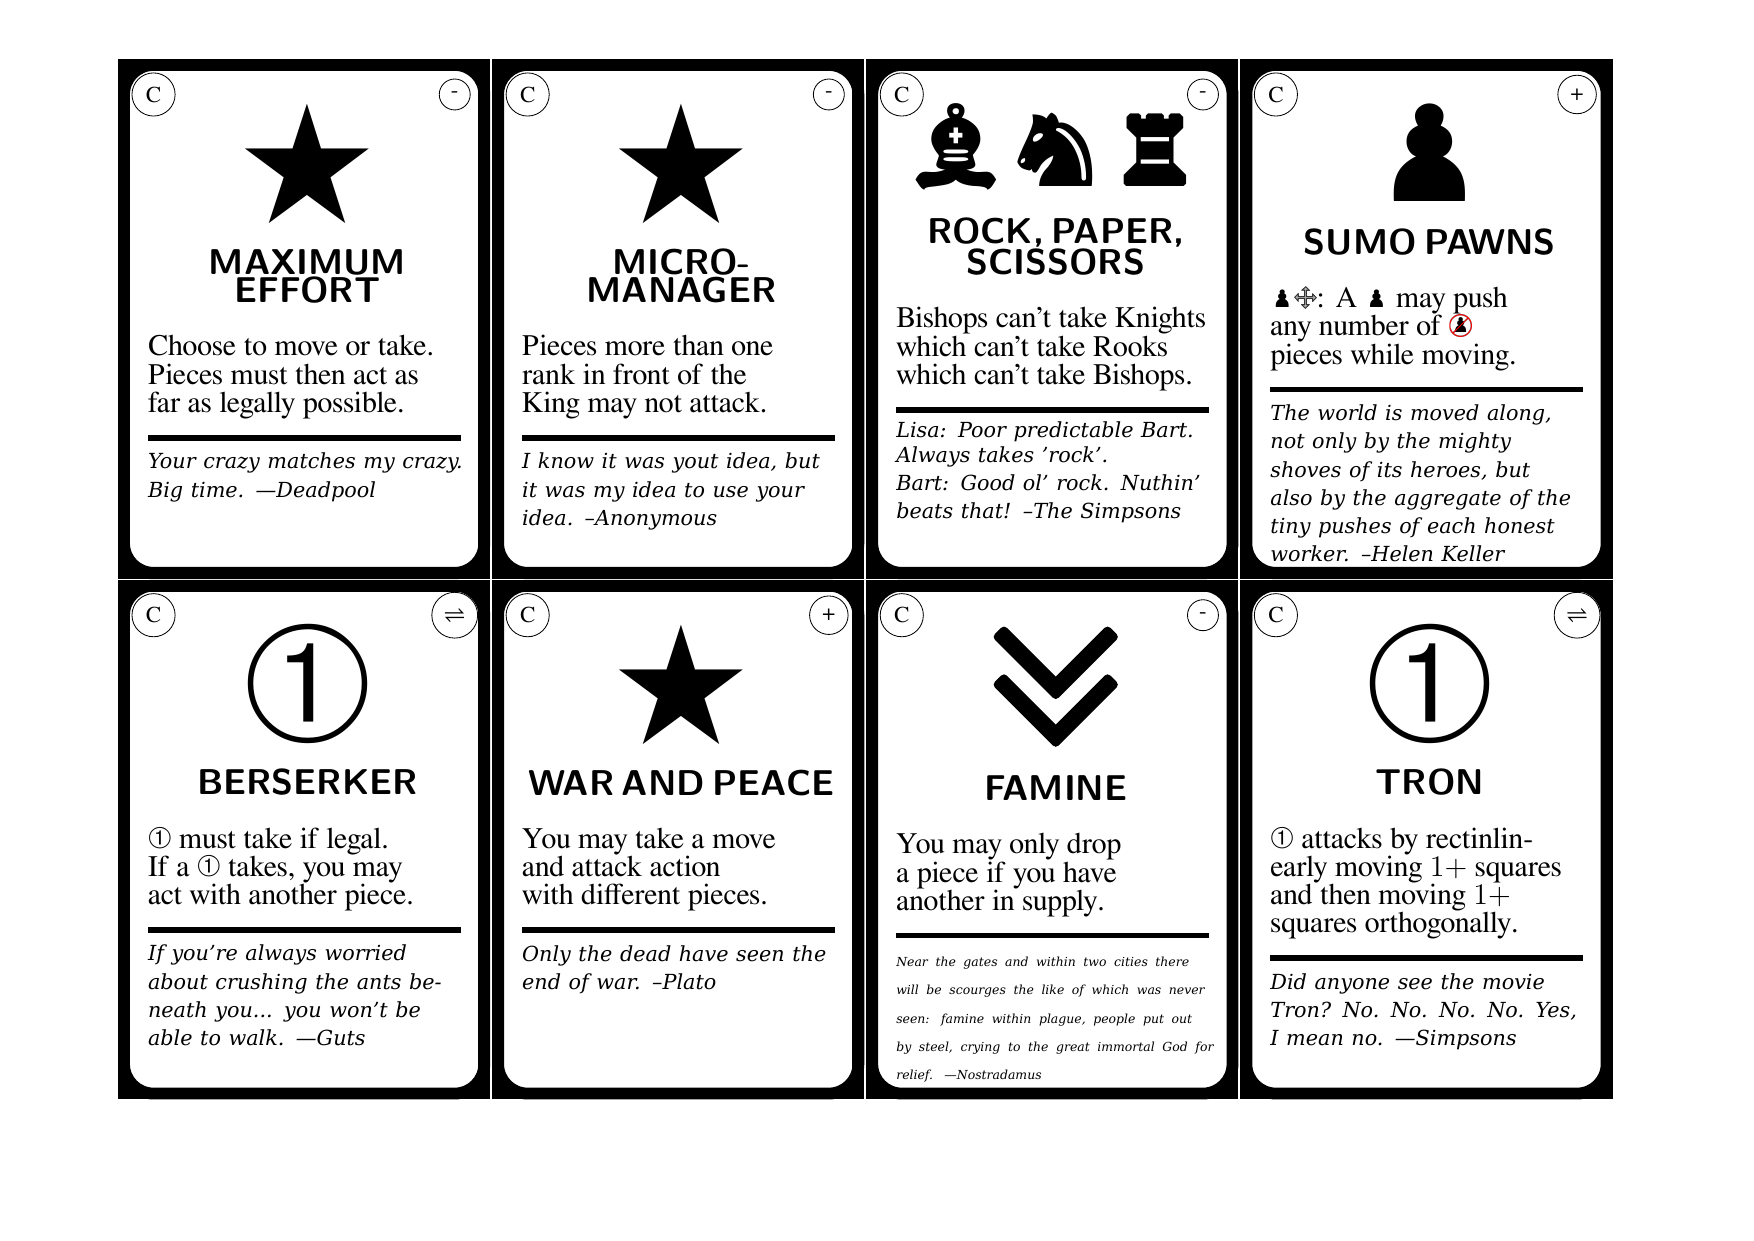 C -
MAXIMUM
EFFORT
Choose to move or take.
Pieces must then act as
far as legally possible.
Your crazy matches my crazy.
Big time. —Deadpool
C -
MICRO-
MANAGER
Pieces more than one
rank in front of the
King may not attack.
I know it was yout idea, but
it was my idea to use your
idea. –Anonymous
C -
ROCK, PAPER,
SCISSORS
Bishops can’t take Knights
which can’t take Rooks
which can’t take Bishops.
Lisa: Poor predictable Bart.
Always takes ’rock’.
Bart: Good ol’ rock. Nuthin’
beats that! –The Simpsons
C +
SUMO PAWNS
♟: A ♟ may push
any number of
pieces while moving.
The world is moved along,
not only by the mighty
shoves of its heroes, but
also by the aggregate of the
tiny pushes of each honest
worker. –Helen Keller
C ⇌
①
BERSERKER
① must take if legal.
If a ① takes, you may
act with another piece.
If you’re always worried
about crushing the ants be-
neath you... you won’t be
able to walk. —Guts
C +
WAR AND PEACE
You may take a move
and attack action
with different pieces.
Only the dead have seen the
end of war. –Plato
C -
FAMINE
You may only drop
a piece if you have
another in supply.
Near the gates and within two cities there
will be scourges the like of which was never
seen: famine within plague, people put out
by steel, crying to the great immortal God for
relief. —Nostradamus
C ⇌
①
TRON
① attacks by rectinlin-
early moving 1+ squares
and then moving 1+
squares orthogonally.
Did anyone see the movie
Tron? No. No. No. No. Yes,
I mean no. —Simpsons